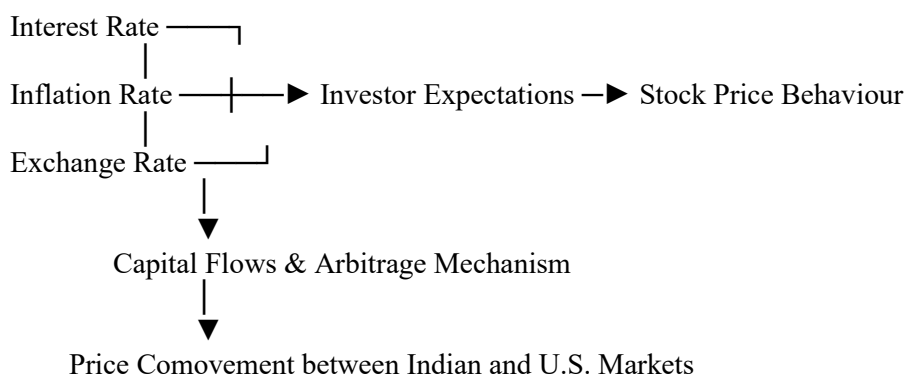 Interest Rate
Inflation Rate Investor Expectations Stock Price Behaviour
Exchange Rate
Capital Flows & Arbitrage Mechanism
Price Comovement between Indian and U.S. Markets